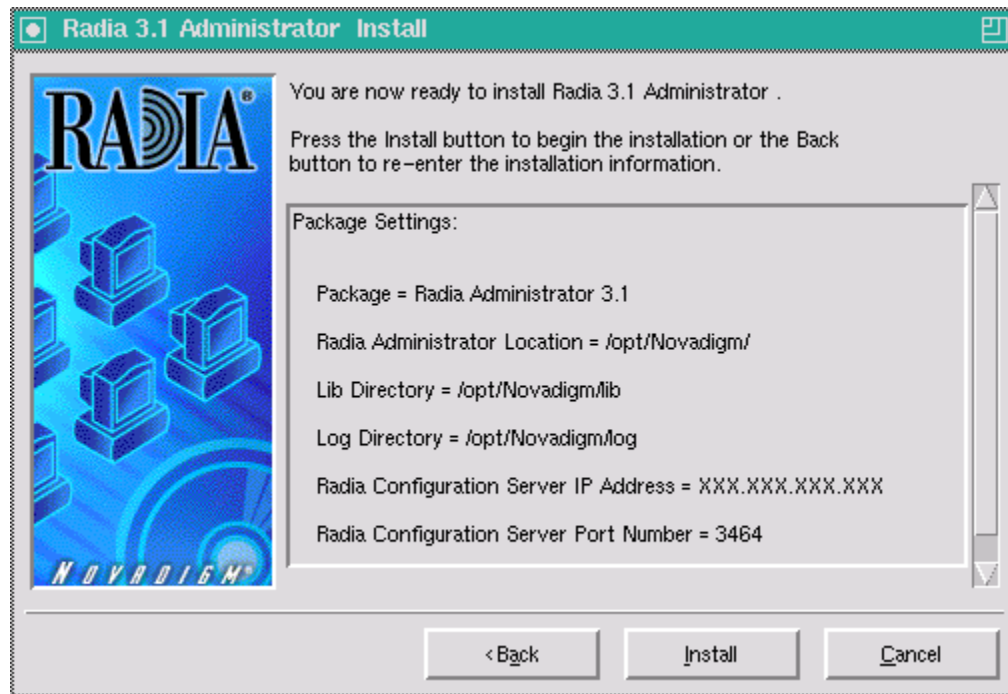 Radia 3.1 Administrator Install
RADIA®
You are now ready to install Radia 3.1 Administrator .
Press the Install button to begin the installation or the Back
button to re-enter the installation information.
Package Settings:
Package = Radia Administrator 3.1
Radia Administrator Location = /opt/Novadigm/
Lib Directory = /opt/Novadigm/lib
Log Directory = /opt/Novadigm/log
Radia Configuration Server IP Address = XXX.XXX.XXX.XXX
Radia Configuration Server Port Number = 3464
NOVADIGM®
< Back
Install
Cancel